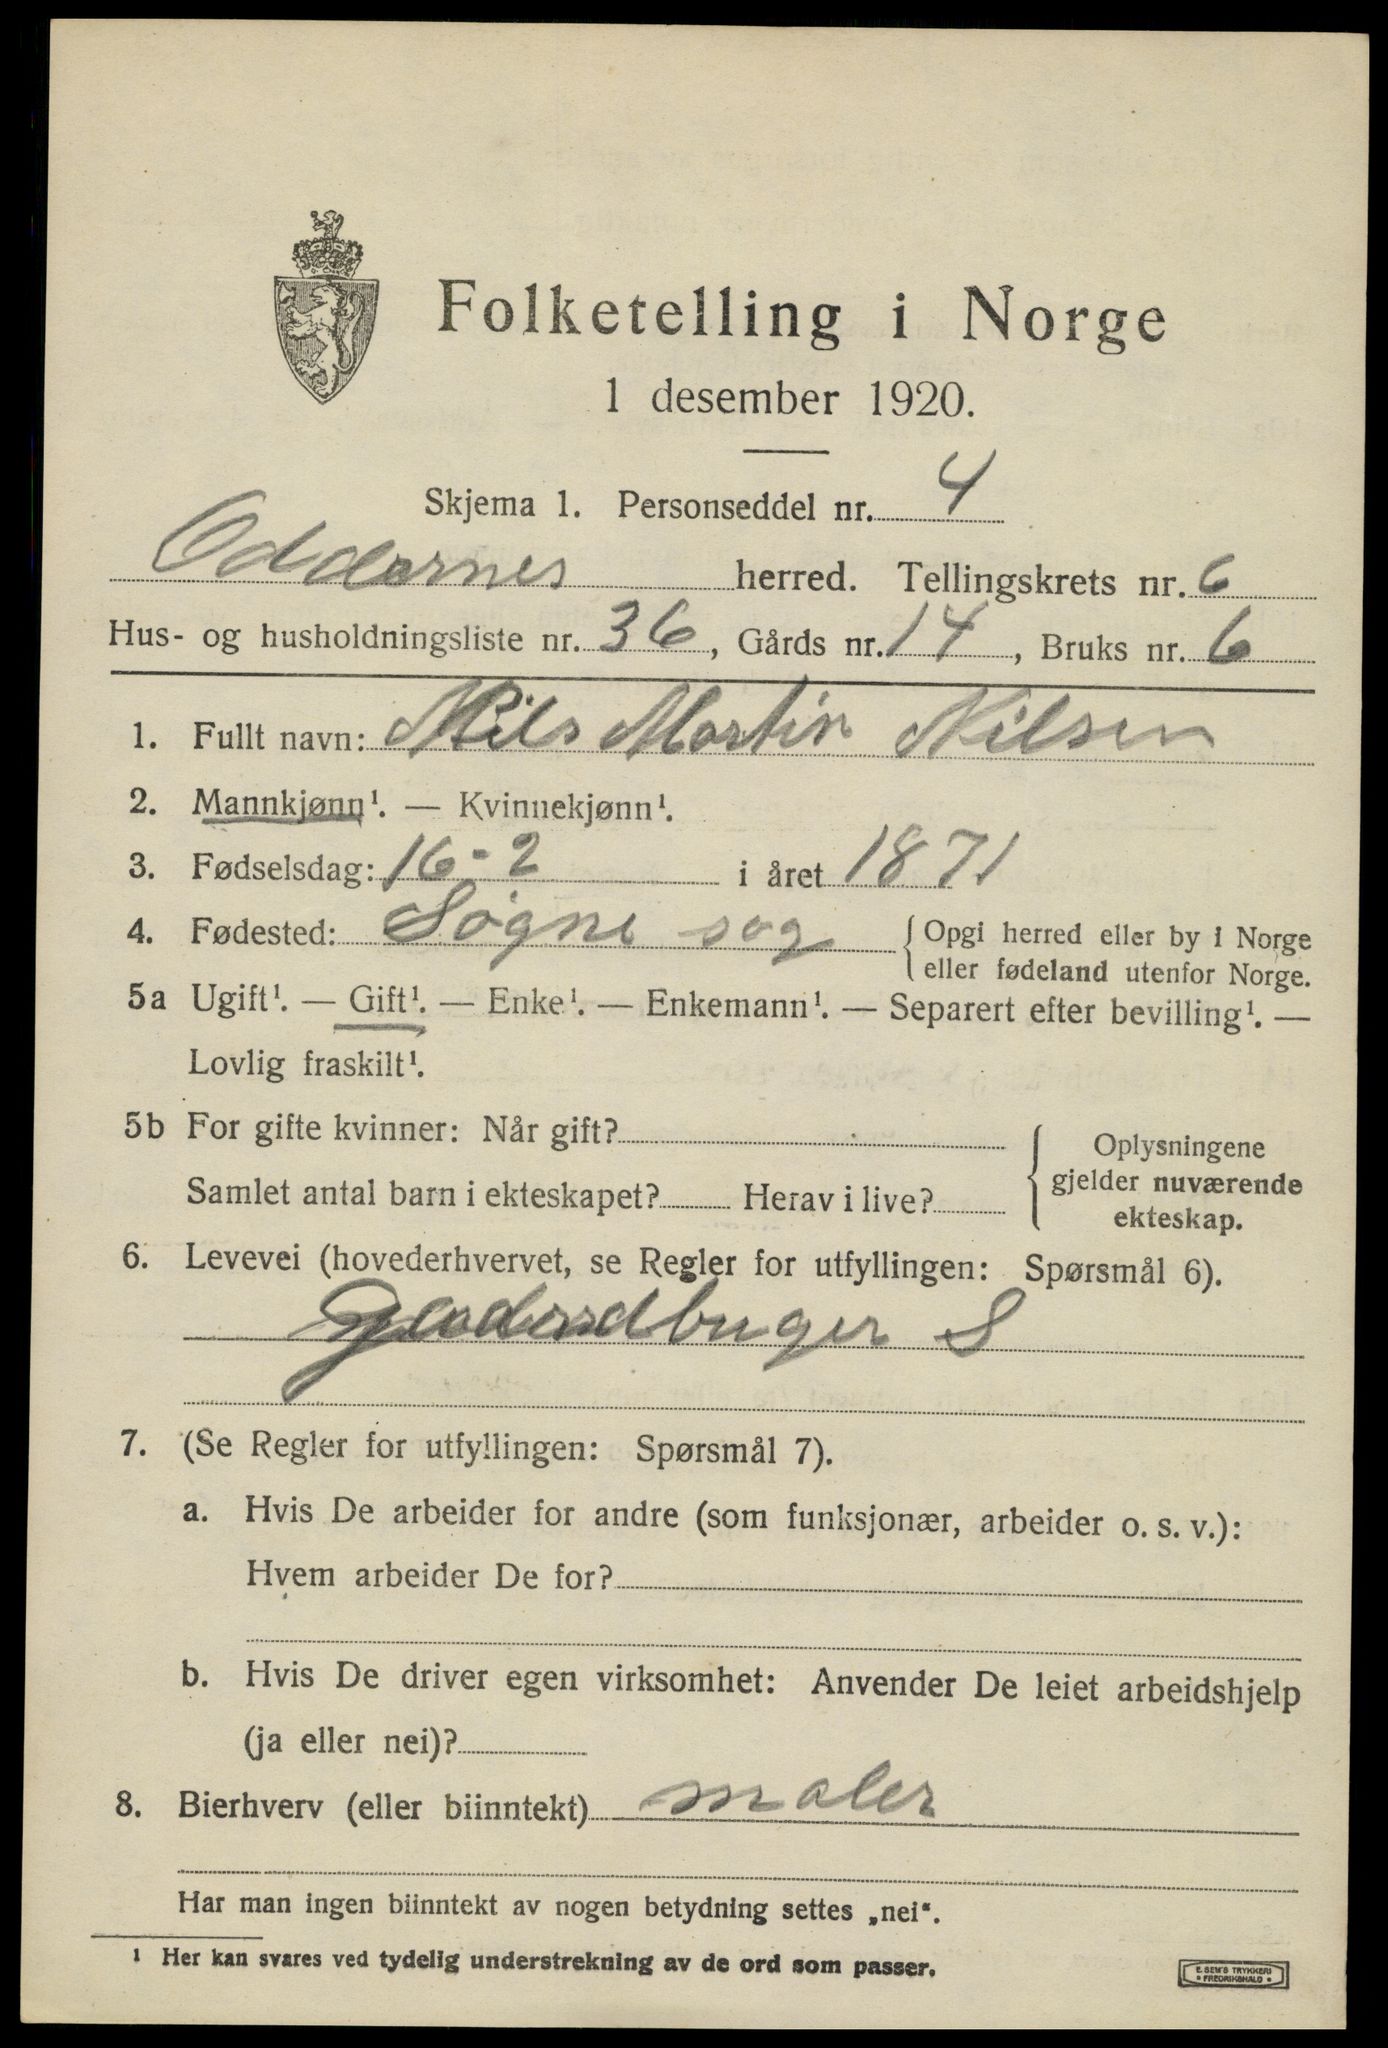 Folketelling i Norge
1 desember 1920.
Skjema 1. Personseddel nr. 4
Oddernes herred. Tellingskrets nr. 6
Hus- og husholdningsliste nr. 36, Gårds nr. 14, Bruks nr. 6
1. Fullt navn: Nils Martin Nilsen
2. Mannkjønn¹. — Kvinnekjønn¹.
3. Fødselsdag: 16-2 i året 1871
4. Fødested: Søgne sog { Opgi herred eller by i Norge
eller fødeland utenfor Norge.
5a Ugift¹. — Gift¹. — Enke¹. — Enkemann¹. — Separert efter bevilling¹. —
Lovlig fraskilt¹.
5b For gifte kvinner: Når gift?
Samlet antal barn i ekteskapet? Herav i live?
{ Oplysningene
gjelder nuværende
ekteskap.
6. Levevei (hovederhvervet, se Regler for utfyllingen: Spørsmål 6).
S
7. (Se Regler for utfyllingen: Spørsmål 7).
a. Hvis De arbeider for andre (som funksjonær, arbeider o. s. v.):
Hvem arbeider De for?
b. Hvis De driver egen virksomhet: Anvender De leiet arbeidshjelp
(ja eller nei)?
8. Bierhverv (eller biinntekt) maler
Har man ingen biinntekt av nogen betydning settes „nei“.
¹ Her kan svares ved tydelig understrekning av de ord som passer.
E. SEM'S TRYKKERI
* FREDRIKSHALD *